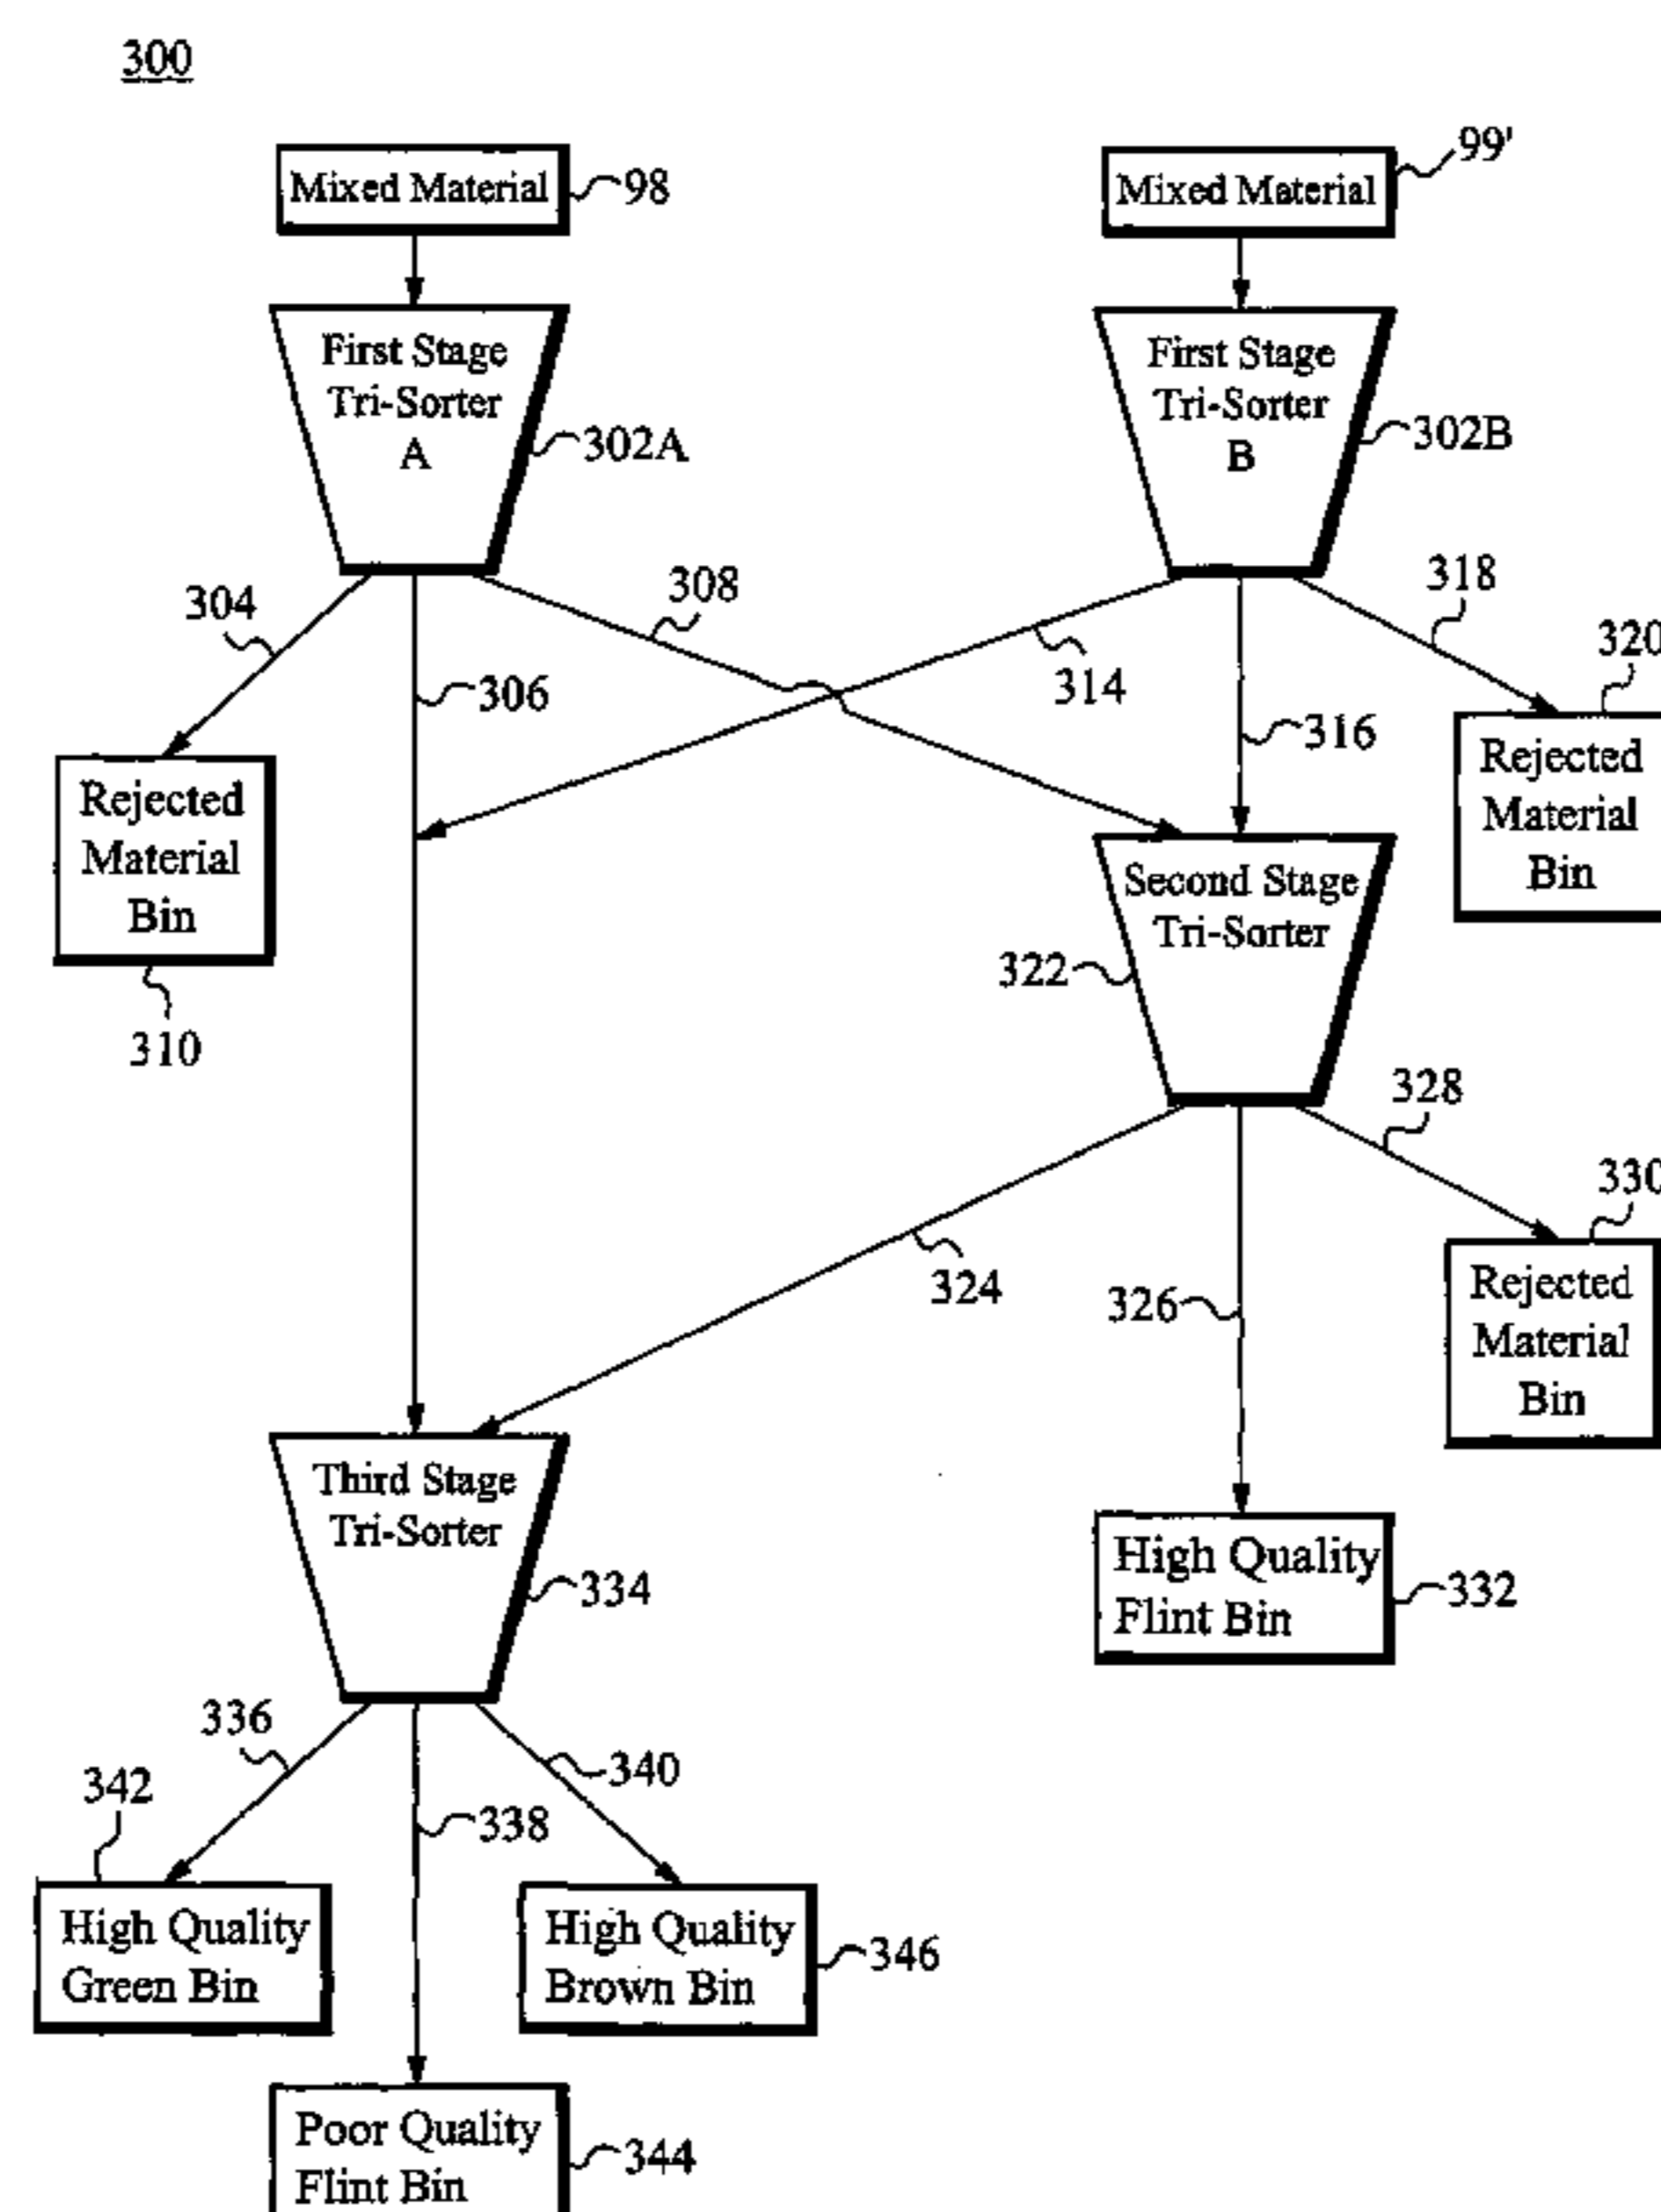 300
Mixed Material
98
Mixed Material
99'
First Stage
Tri-Sorter
A
302A
First Stage
Tri-Sorter
B
302B
304
306
308
314
316
318
320
Rejected
Material
Bin
310
Rejected
Material
Bin
Second Stage
Tri-Sorter
322
324
326
328
330
Rejected
Material
Bin
Third Stage
Tri-Sorter
334
High Quality
Flint Bin
332
336
338
340
342
High Quality
Green Bin
High Quality
Brown Bin
346
Poor Quality
Flint Bin
344